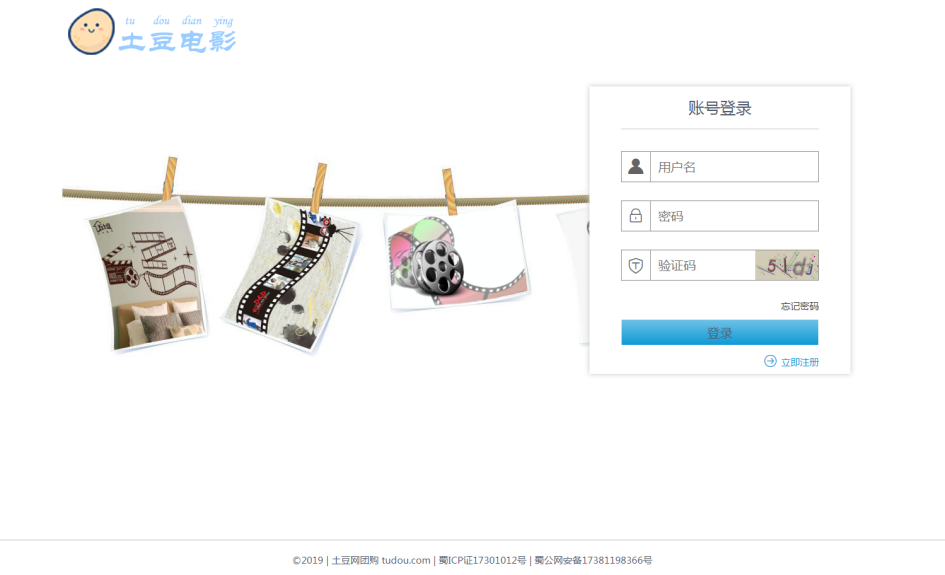 tu dou dian ying
土豆电影
账号登录
用户名
密码
验证码
忘记密码
登录
立即注册
©2019 | 土豆网团购 tudou.com | 蜀ICP证17301012号 | 蜀公网安备17381198366号